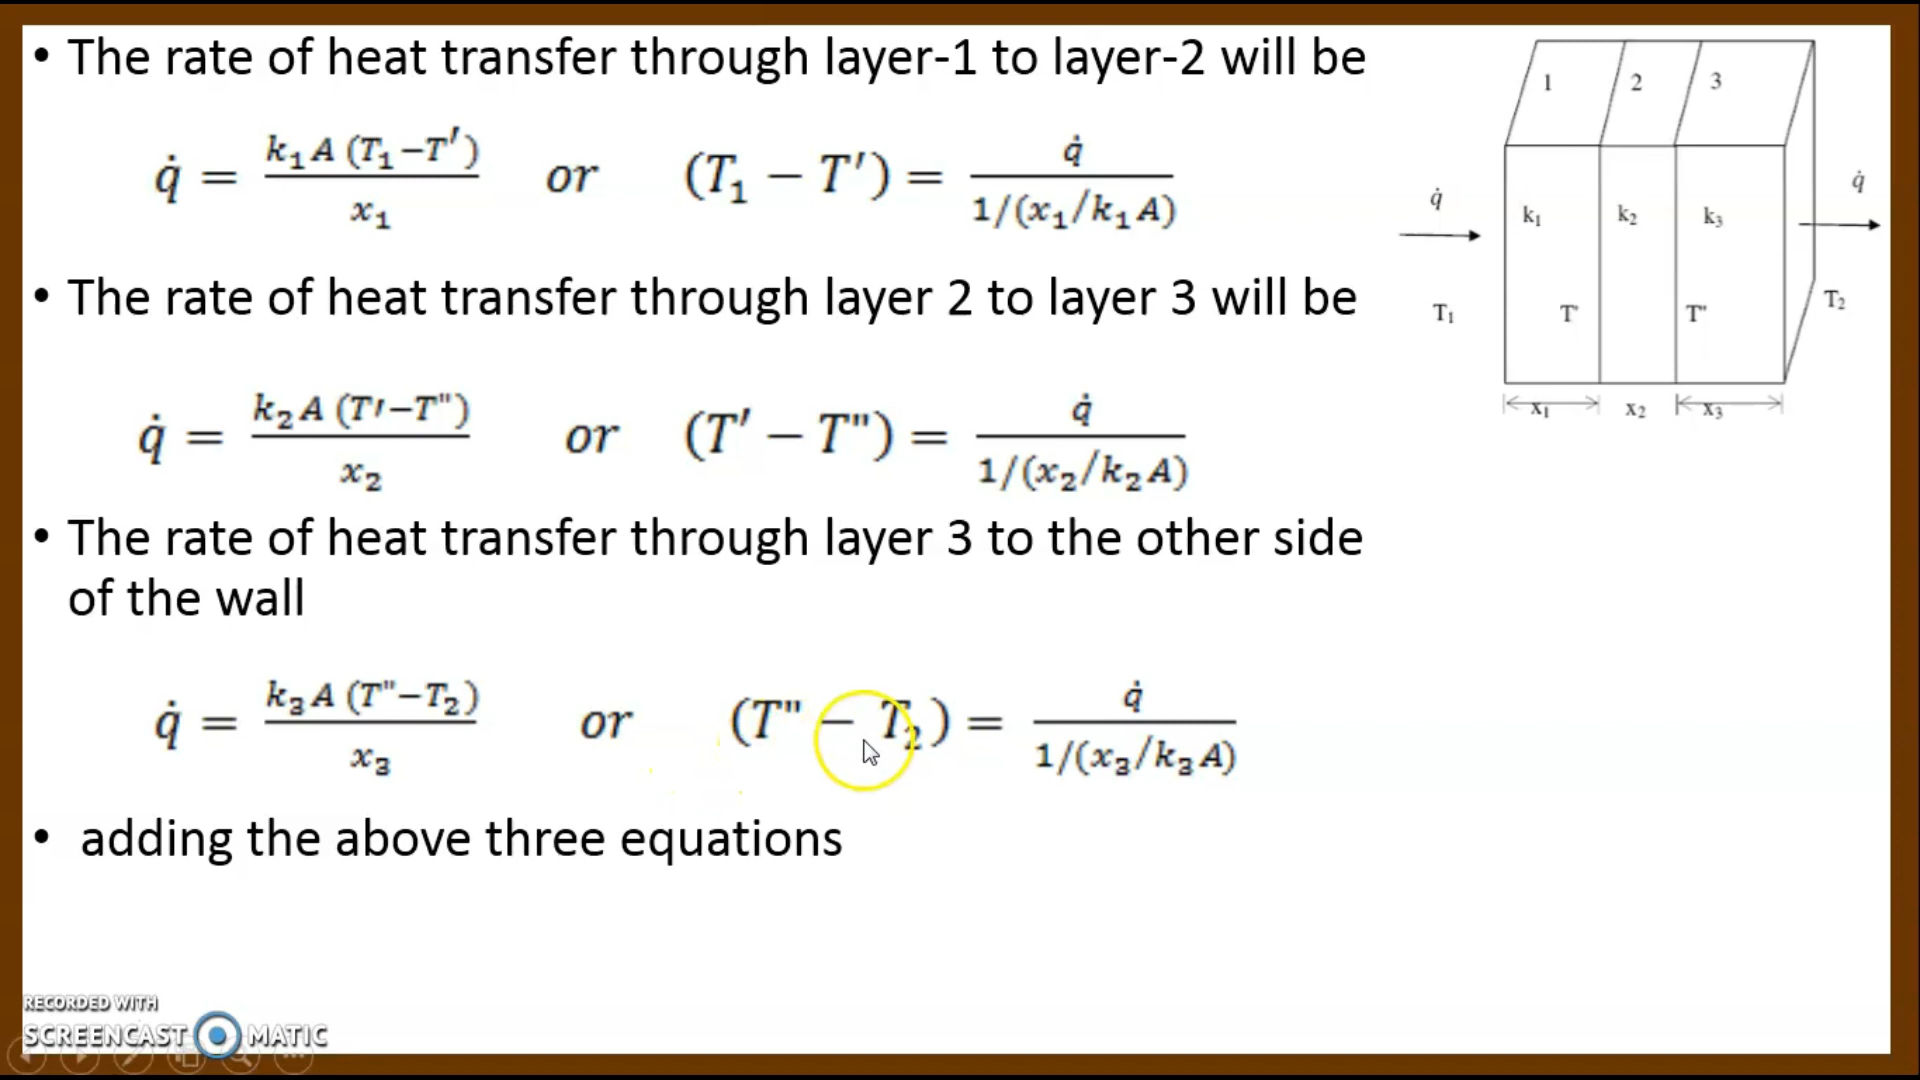 • The rate of heat transfer through layer-1 to layer-2 will be
q̇ = k₁A (T₁−T′) / x₁ or (T₁ − T′) = q̇ / 1/(x₁/k₁A)
• The rate of heat transfer through layer 2 to layer 3 will be
q̇ = k₂A (T′−T") / x₂ or (T′ − T") = q̇ / 1/(x₂/k₂A)
• The rate of heat transfer through layer 3 to the other side
of the wall
q̇ = k₃A (T"−T₂) / x₃ or (T" − T₂) = q̇ / 1/(x₃/k₃A)
• adding the above three equations
1 2 3
q̇ k₁ k₂ k₃ q̇
T₁ T' T" T₂
x₁ x₂ x₃
RECORDED WITH
SCREENCAST MATIC